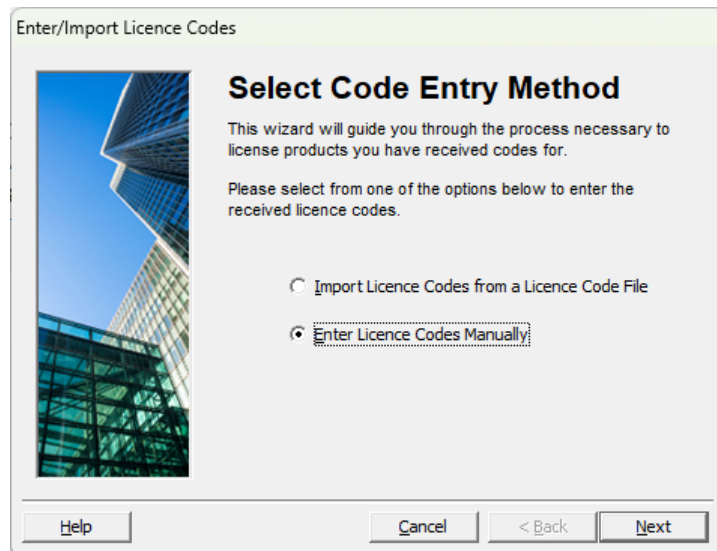 Enter/Import Licence Codes
Select Code Entry Method
This wizard will guide you through the process necessary to
license products you have received codes for.
Please select from one of the options below to enter the
received licence codes.
Import Licence Codes from a Licence Code File
Enter Licence Codes Manually
Help
Cancel
< Back
Next